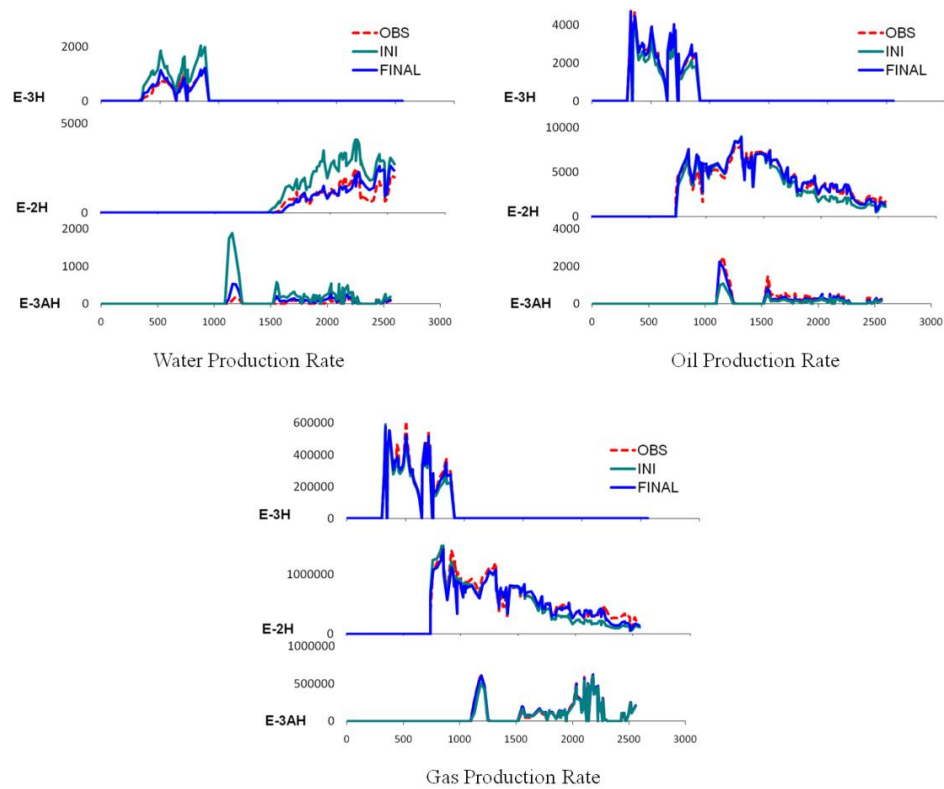 2000
0
E-3H
OBS
INI
FINAL
5000
0
E-2H
2000
1000
0
E-3AH
0 500 1000 1500 2000 2500 3000
Water Production Rate
4000
2000
0
E-3H
OBS
INI
FINAL
10000
5000
0
E-2H
4000
2000
0
E-3AH
0 500 1000 1500 2000 2500 3000
Oil Production Rate
600000
400000
200000
0
E-3H
OBS
INI
FINAL
1000000
0
E-2H
1000000
500000
0
E-3AH
0 500 1000 1500 2000 2500 3000
Gas Production Rate